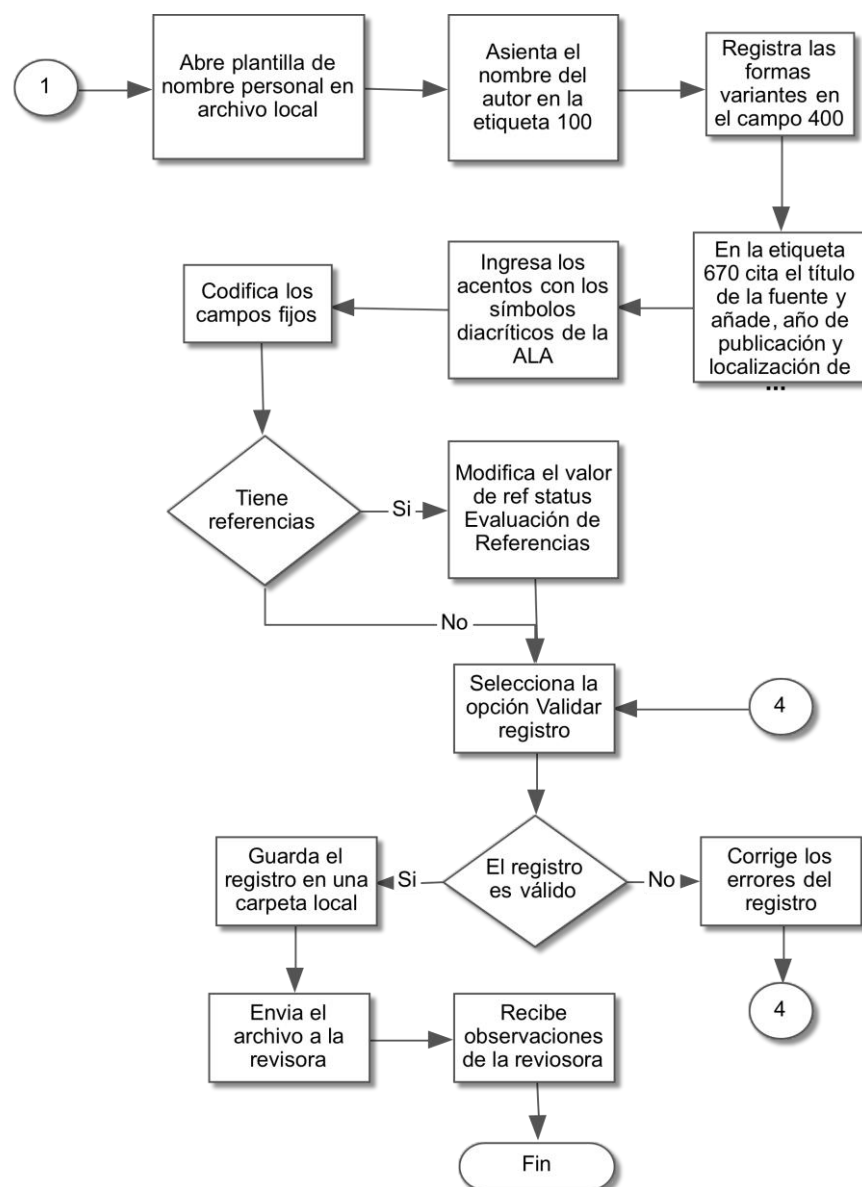 1
Abre plantilla de
nombre personal en
archivo local
Asienta el
nombre del
autor en la
etiqueta 100
Registra las
formas
variantes en
el campo 400
En la etiqueta
670 cita el título
de la fuente y
añade, año de
publicación y
localización de
...
Ingresa los
acentos con los
símbolos
diacríticos de la
ALA
Codifica los
campos fijos
Tiene
referencias
Si
Modifica el valor
de ref status
Evaluación de
Referencias
No
Selecciona la
opción Validar
registro
4
El registro
es válido
Si
Guarda el
registro en una
carpeta local
No
Corrige los
errores del
registro
4
Envia el
archivo a la
revisora
Recibe
observaciones
de la reviosora
Fin